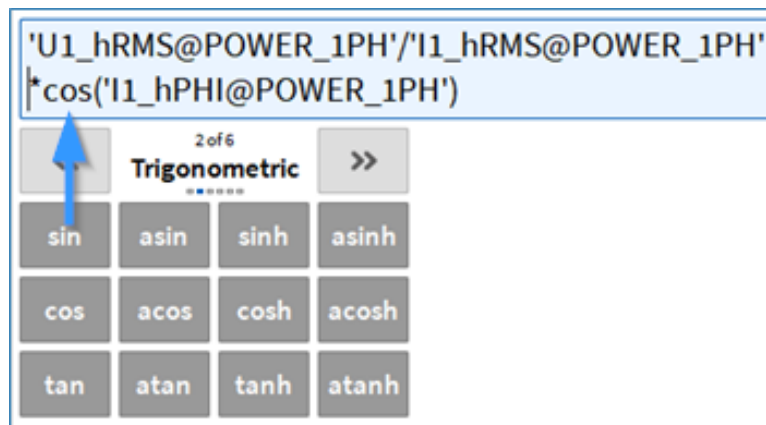 'U1_hRMS@POWER_1PH'/'I1_hRMS@POWER_1PH'
*cos('I1_hPHI@POWER_1PH')
2 of 6
Trigonometric
»
sin asin sinh asinh
cos acos cosh acosh
tan atan tanh atanh